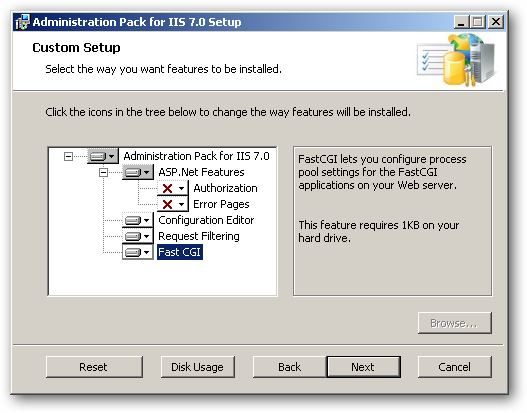 Administration Pack for IIS 7.0 Setup
Custom Setup
Select the way you want features to be installed.
Click the icons in the tree below to change the way features will be installed.
Administration Pack for IIS 7.0
ASP.Net Features
Authorization
Error Pages
Configuration Editor
Request Filtering
Fast CGI
FastCGI lets you configure process
pool settings for the FastCGI
applications on your Web server.
This feature requires 1KB on your
hard drive.
Browse...
Reset
Disk Usage
Back
Next
Cancel